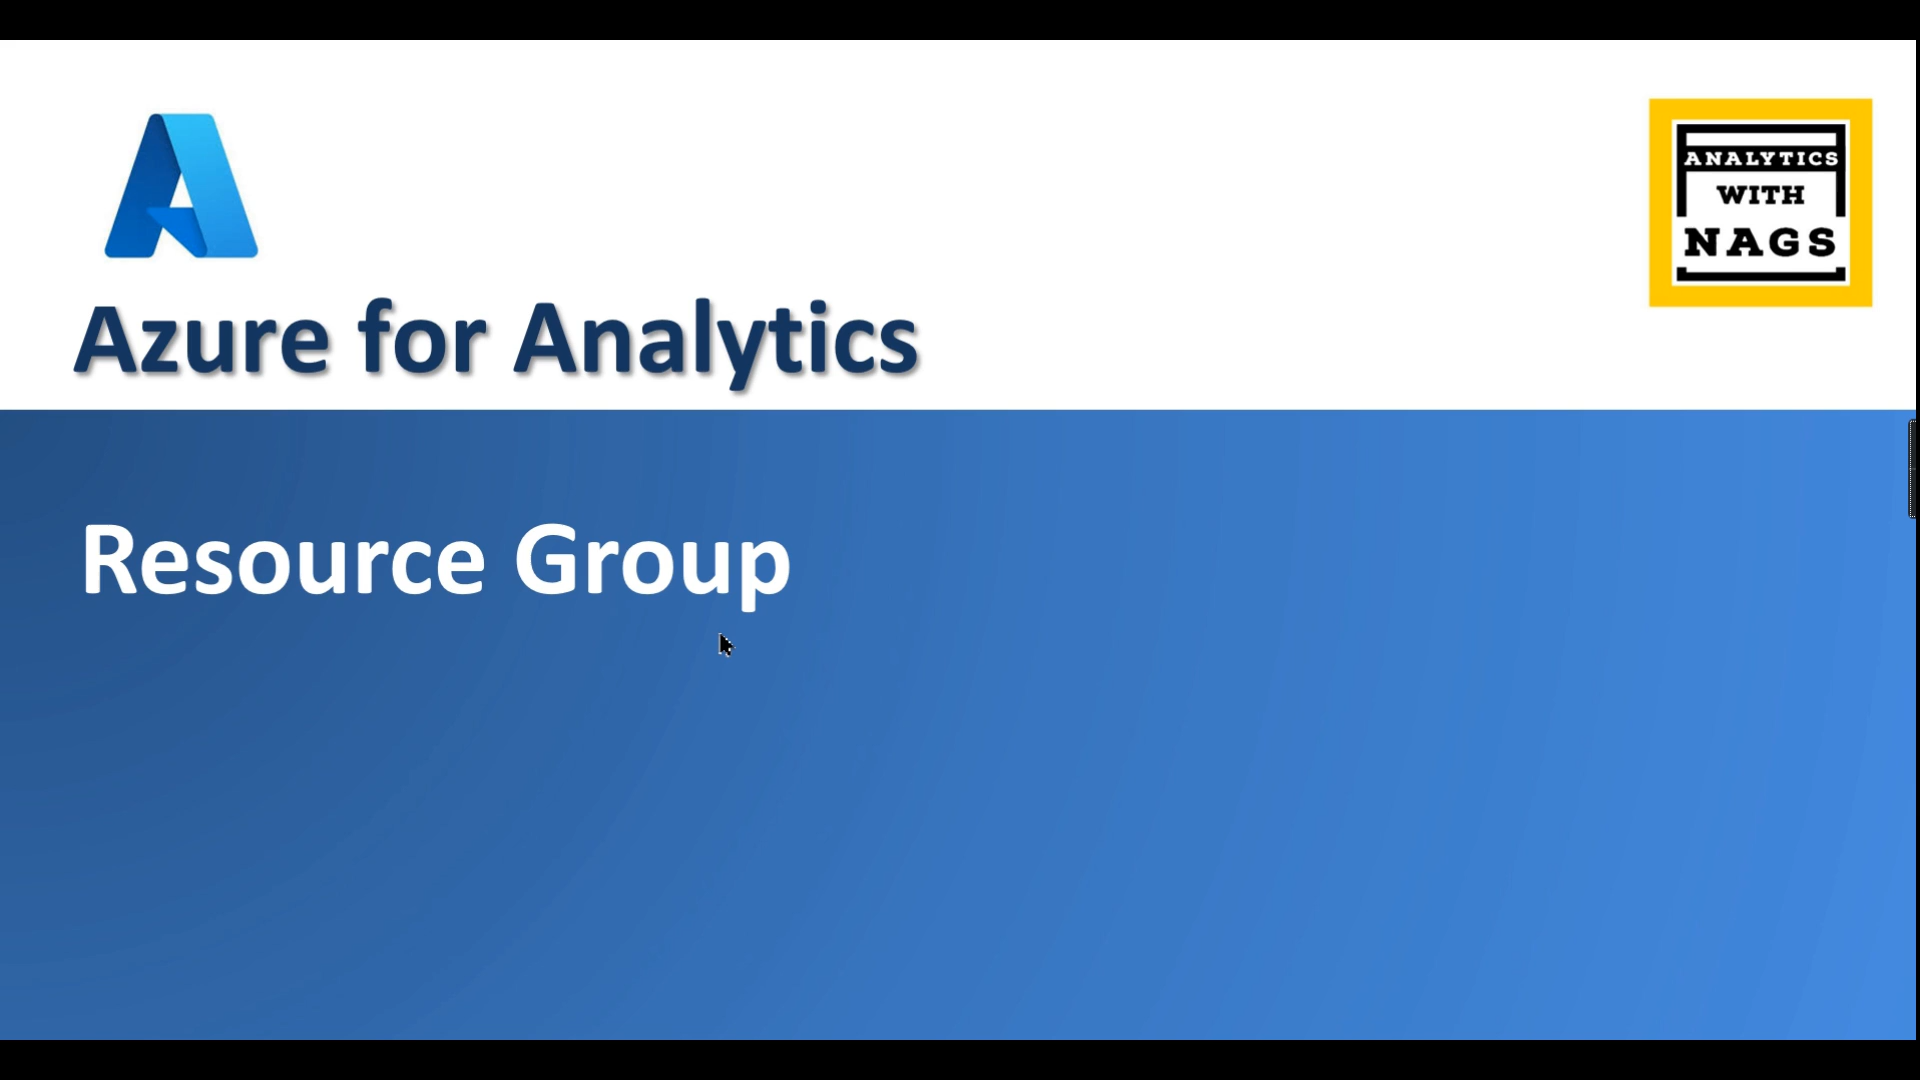 ANALYTICS
WITH
NAGS
Azure for Analytics
Resource Group